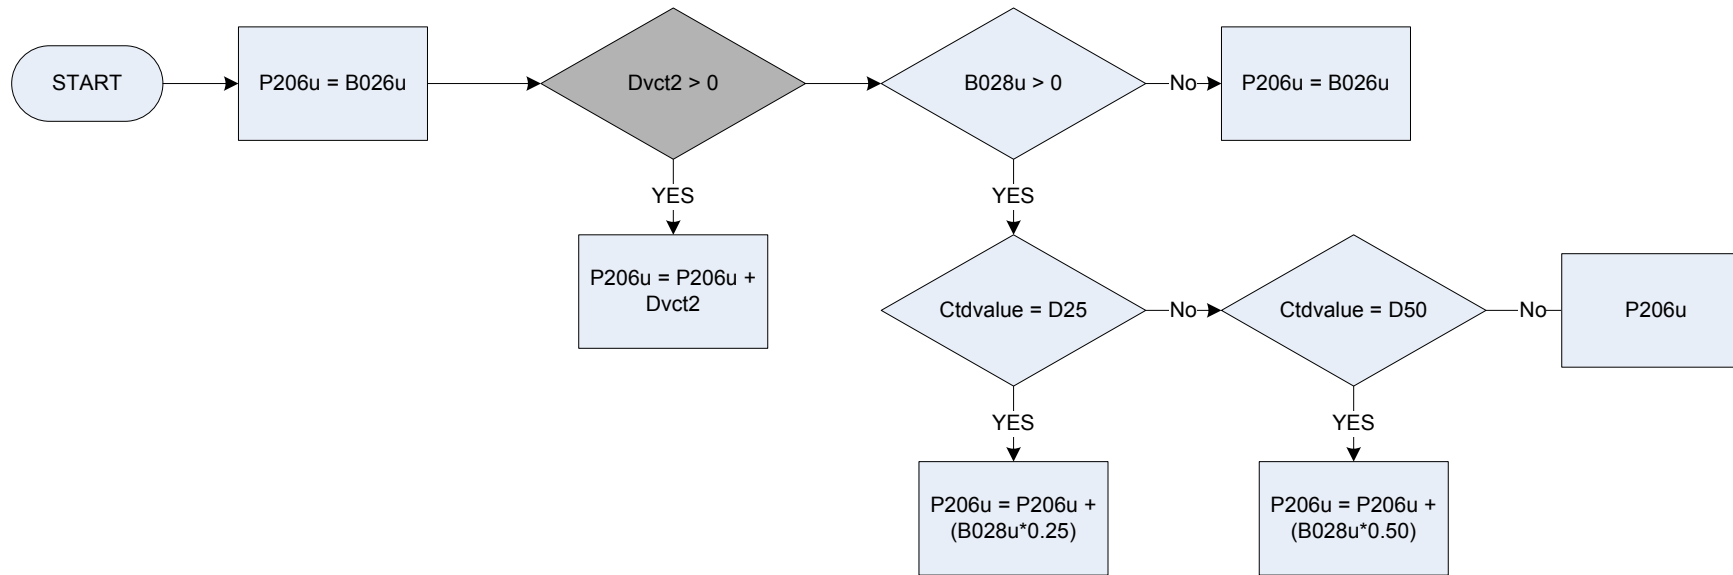 START
P206u = B026u
Dvct2 > 0
B028u > 0
No
P206u = B026u
YES
YES
P206u = P206u +
Dvct2
Ctdvalue = D25
No
Ctdvalue = D50
No
P206u
YES
YES
P206u = P206u +
(B028u*0.25)
P206u = P206u +
(B028u*0.50)